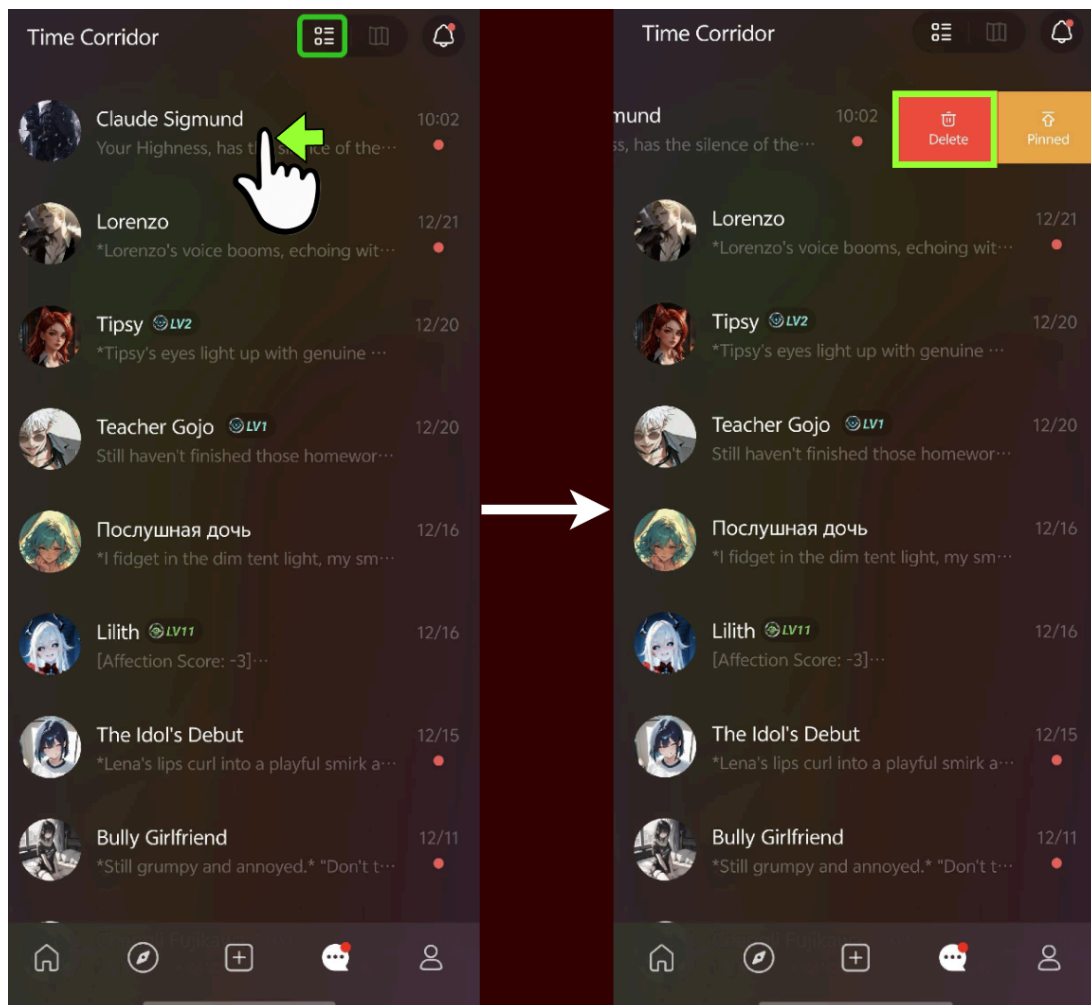 Time Corridor
Claude Sigmund
10:02
Your Highness, has th sil nce of the···
Lorenzo
12/21
*Lorenzo's voice booms, echoing wit···
Tipsy LV2
12/20
*Tipsy's eyes light up with genuine ···
Teacher Gojo LV1
12/20
Still haven't finished those homewor···
Послушная дочь
12/16
*I fidget in the dim tent light, my sm···
Lilith LV11
12/16
[Affection Score: -3]···
The Idol's Debut
12/15
*Lena's lips curl into a playful smirk a···
Bully Girlfriend
12/11
*Still grumpy and annoyed.* "Don't t···
Time Corridor
mund
10:02
ss, has the silence of the···
Delete
Pinned
Lorenzo
12/21
*Lorenzo's voice booms, echoing wit···
Tipsy LV2
12/20
*Tipsy's eyes light up with genuine ···
Teacher Gojo LV1
12/20
Still haven't finished those homewor···
Послушная дочь
12/16
*I fidget in the dim tent light, my sm···
Lilith LV11
12/16
[Affection Score: -3]···
The Idol's Debut
12/15
*Lena's lips curl into a playful smirk a···
Bully Girlfriend
12/11
*Still grumpy and annoyed.* "Don't t···